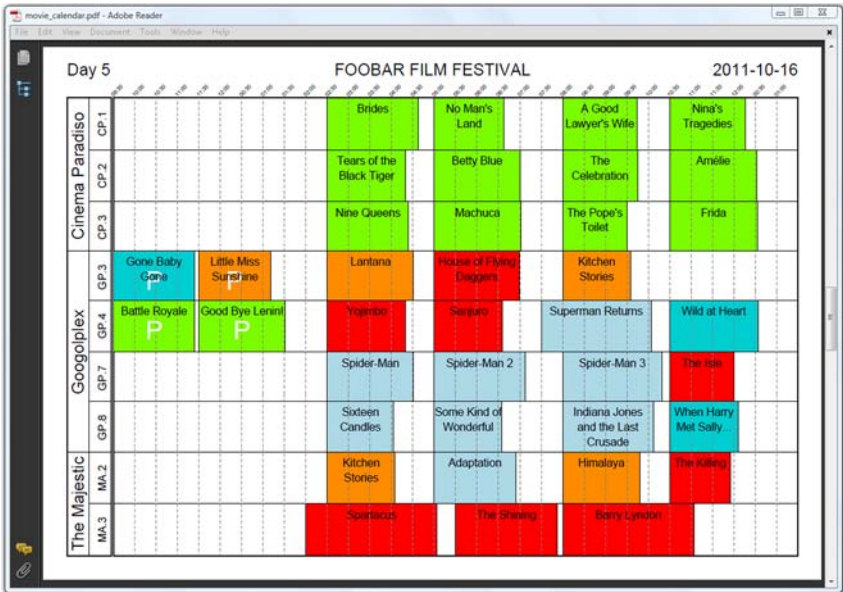 movie_calendar.pdf - Adobe Reader
File Edit View Document Tools Window Help
Day 5
FOOBAR FILM FESTIVAL
2011-10-16
Cinema Paradiso
CP.1
Brides
No Man's
Land
A Good
Lawyer's Wife
Nina's
Tragedies
CP.2
Tears of the
Black Tiger
Betty Blue
The
Celebration
Amélie
CP.3
Nine Queens
Machuca
The Pope's
Toilet
Frida
Googolplex
GP.3
Gone Baby
Gone
P
Little Miss
Sunshine
P
Lantana
House of Flying
Daggers
Kitchen
Stories
GP.4
Battle Royale
P
Good Bye Lenin!
P
Yojimbo
Sanjuro
Superman Returns
Wild at Heart
GP.7
Spider-Man
Spider-Man 2
Spider-Man 3
The Isle
GP.8
Sixteen
Candles
Some Kind of
Wonderful
Indiana Jones
and the Last
Crusade
When Harry
Met Sally...
The Majestic
MA.2
Kitchen
Stories
Adaptation
Himalaya
The Killing
MA.3
Spartacus
The Shining
Barry Lyndon